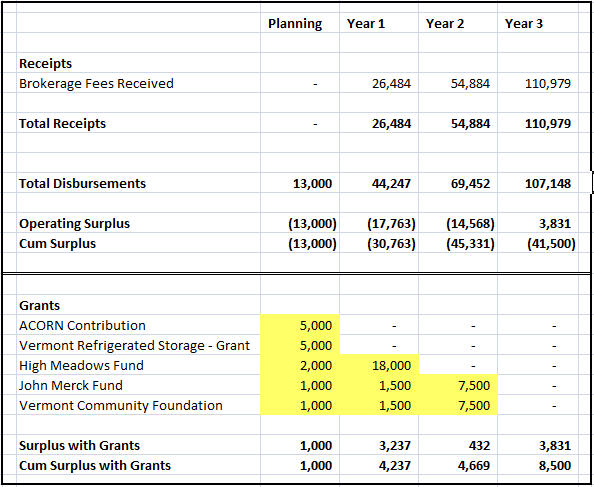 Planning Year 1 Year 2 Year 3
Receipts
Brokerage Fees Received - 26,484 54,884 110,979
Total Receipts - 26,484 54,884 110,979
Total Disbursements 13,000 44,247 69,452 107,148
Operating Surplus (13,000) (17,763) (14,568) 3,831
Cum Surplus (13,000) (30,763) (45,331) (41,500)
Grants
ACORN Contribution 5,000 - - -
Vermont Refrigerated Storage - Grant 5,000 - - -
High Meadows Fund 2,000 18,000 - -
John Merck Fund 1,000 1,500 7,500 -
Vermont Community Foundation 1,000 1,500 7,500 -
Surplus with Grants 1,000 3,237 432 3,831
Cum Surplus with Grants 1,000 4,237 4,669 8,500